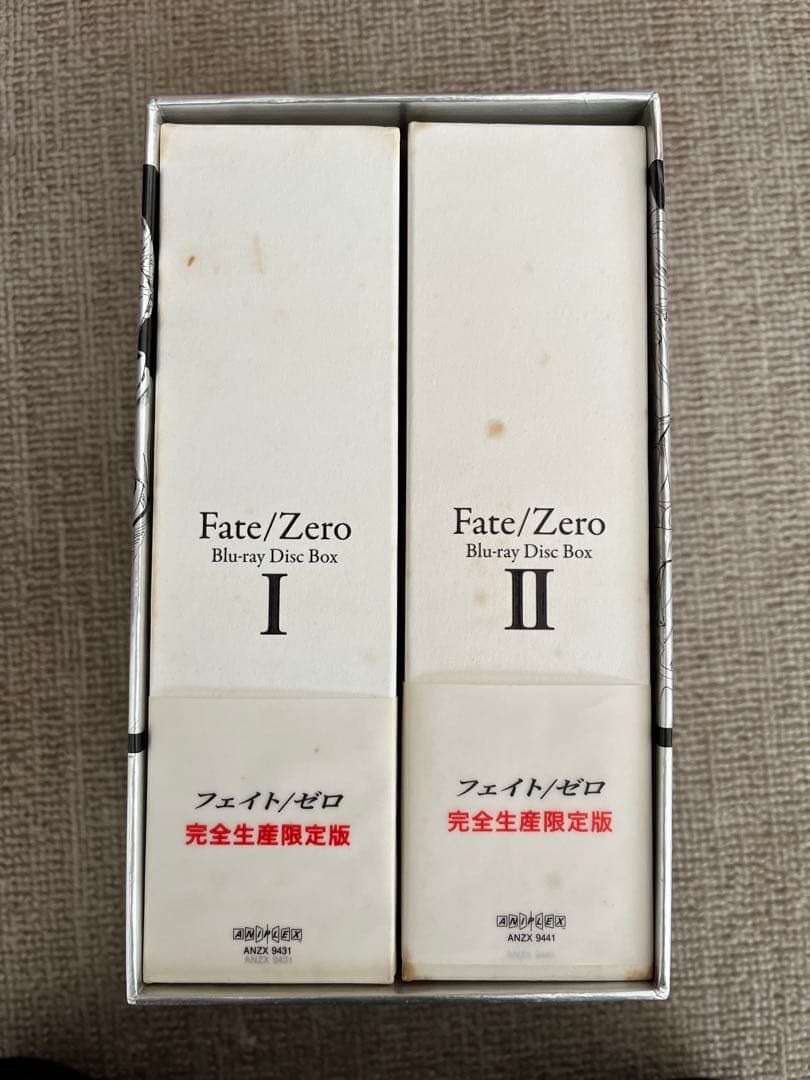 Fate/Zero
Blu-ray Disc Box
I
フェイト/ゼロ
完全生産限定版
ANIPLEX
ANZX 9431
ANZX 9431
Fate/Zero
Blu-ray Disc Box
II
フェイト/ゼロ
完全生産限定版
ANIPLEX
ANZX 9441
ANZX 9441